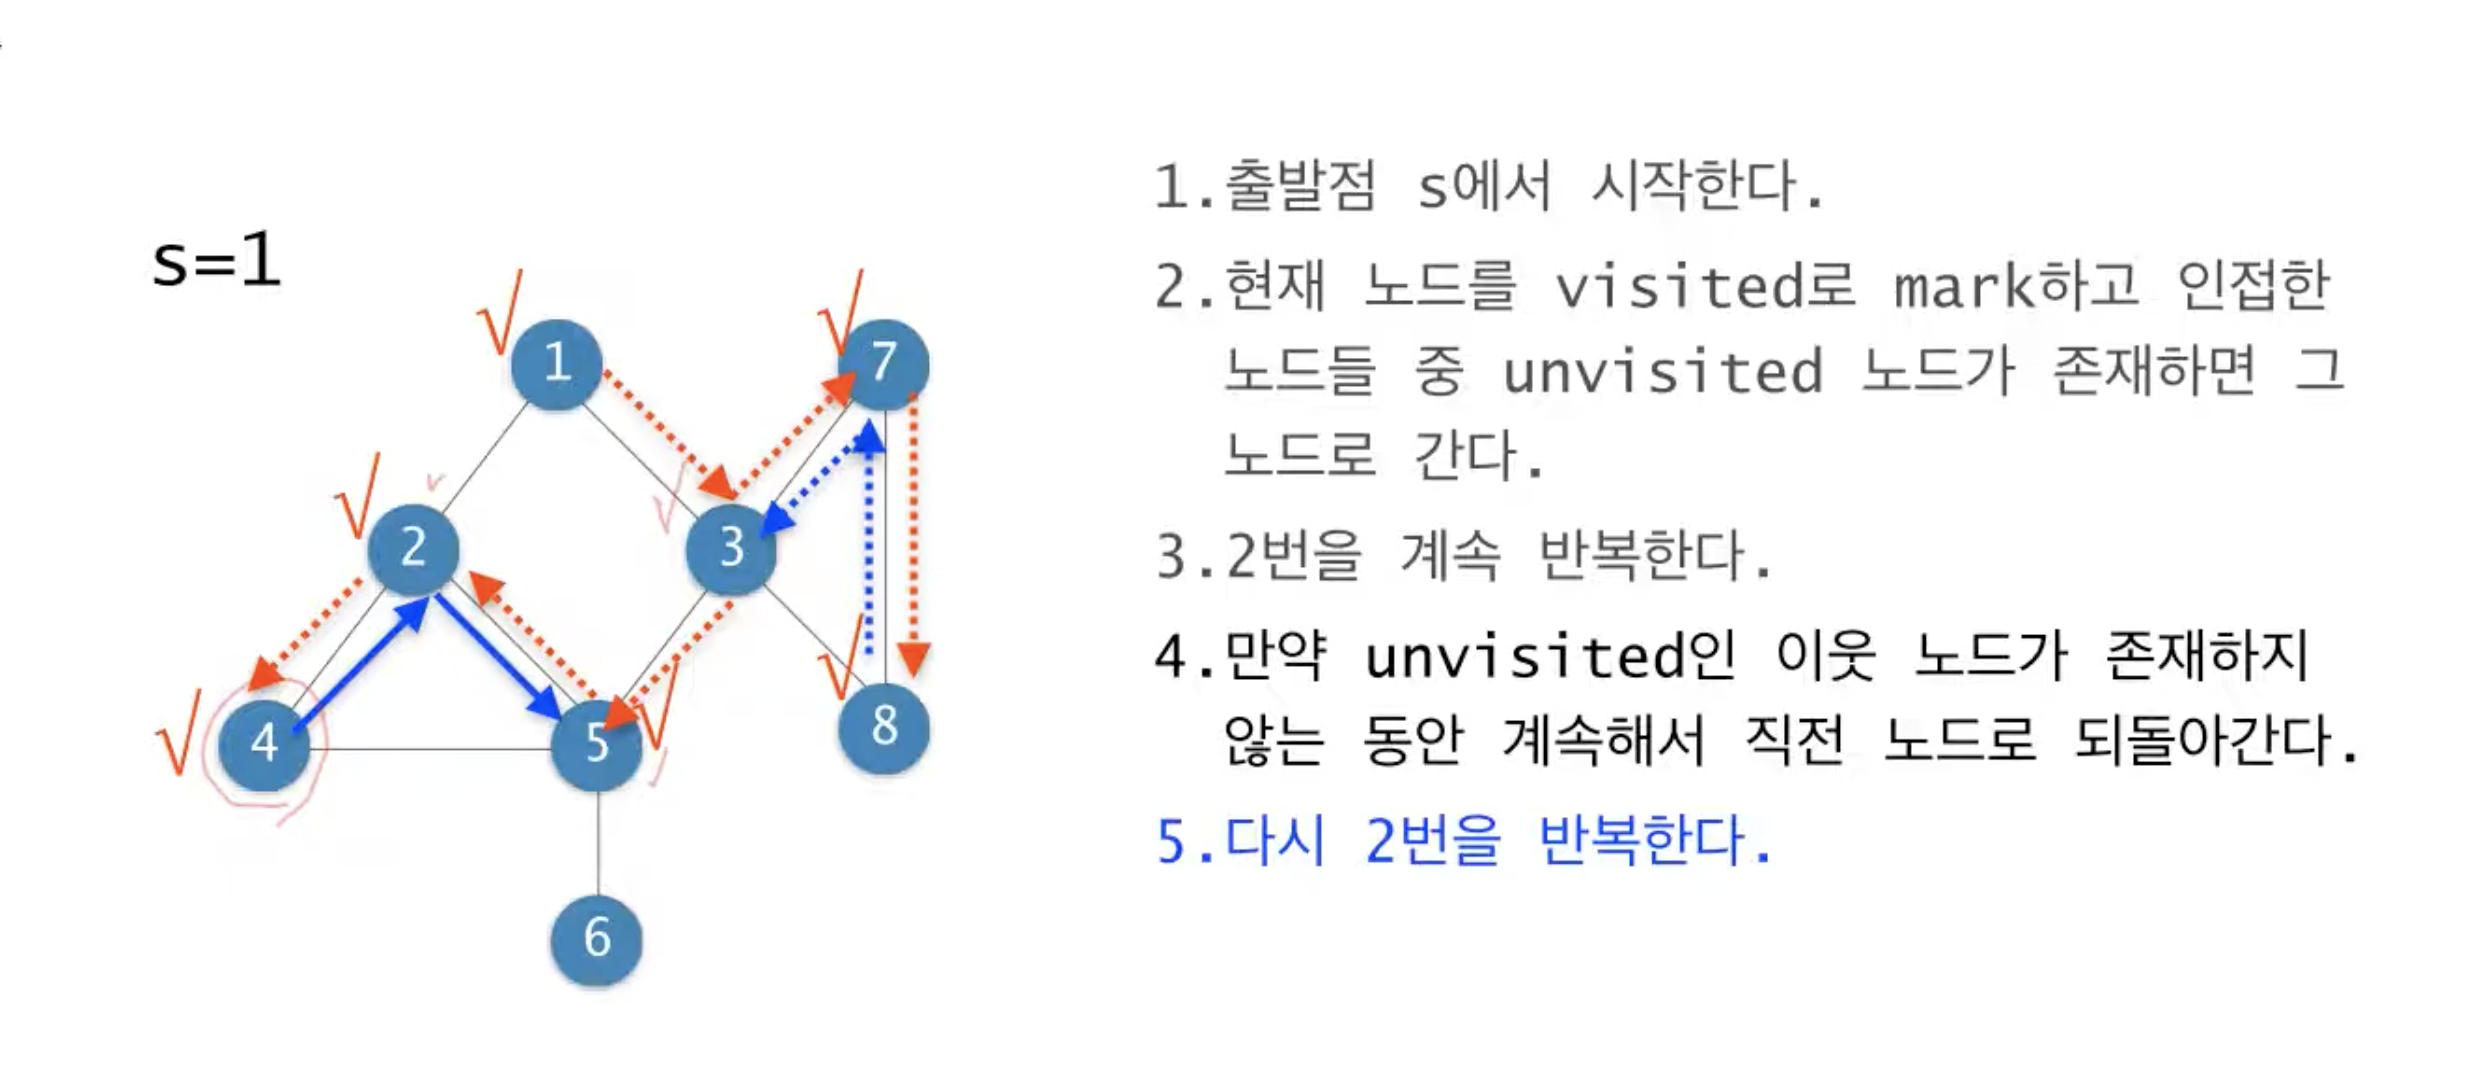 s=1
1
7
2
3
4
5
8
6
1.출발점 s에서 시작한다.
2.현재 노드를 visited로 mark하고 인접한
노드들 중 unvisited 노드가 존재하면 그
노드로 간다.
3.2번을 계속 반복한다.
4.만약 unvisited인 이웃 노드가 존재하지
않는 동안 계속해서 직전 노드로 되돌아간다.
5.다시 2번을 반복한다.